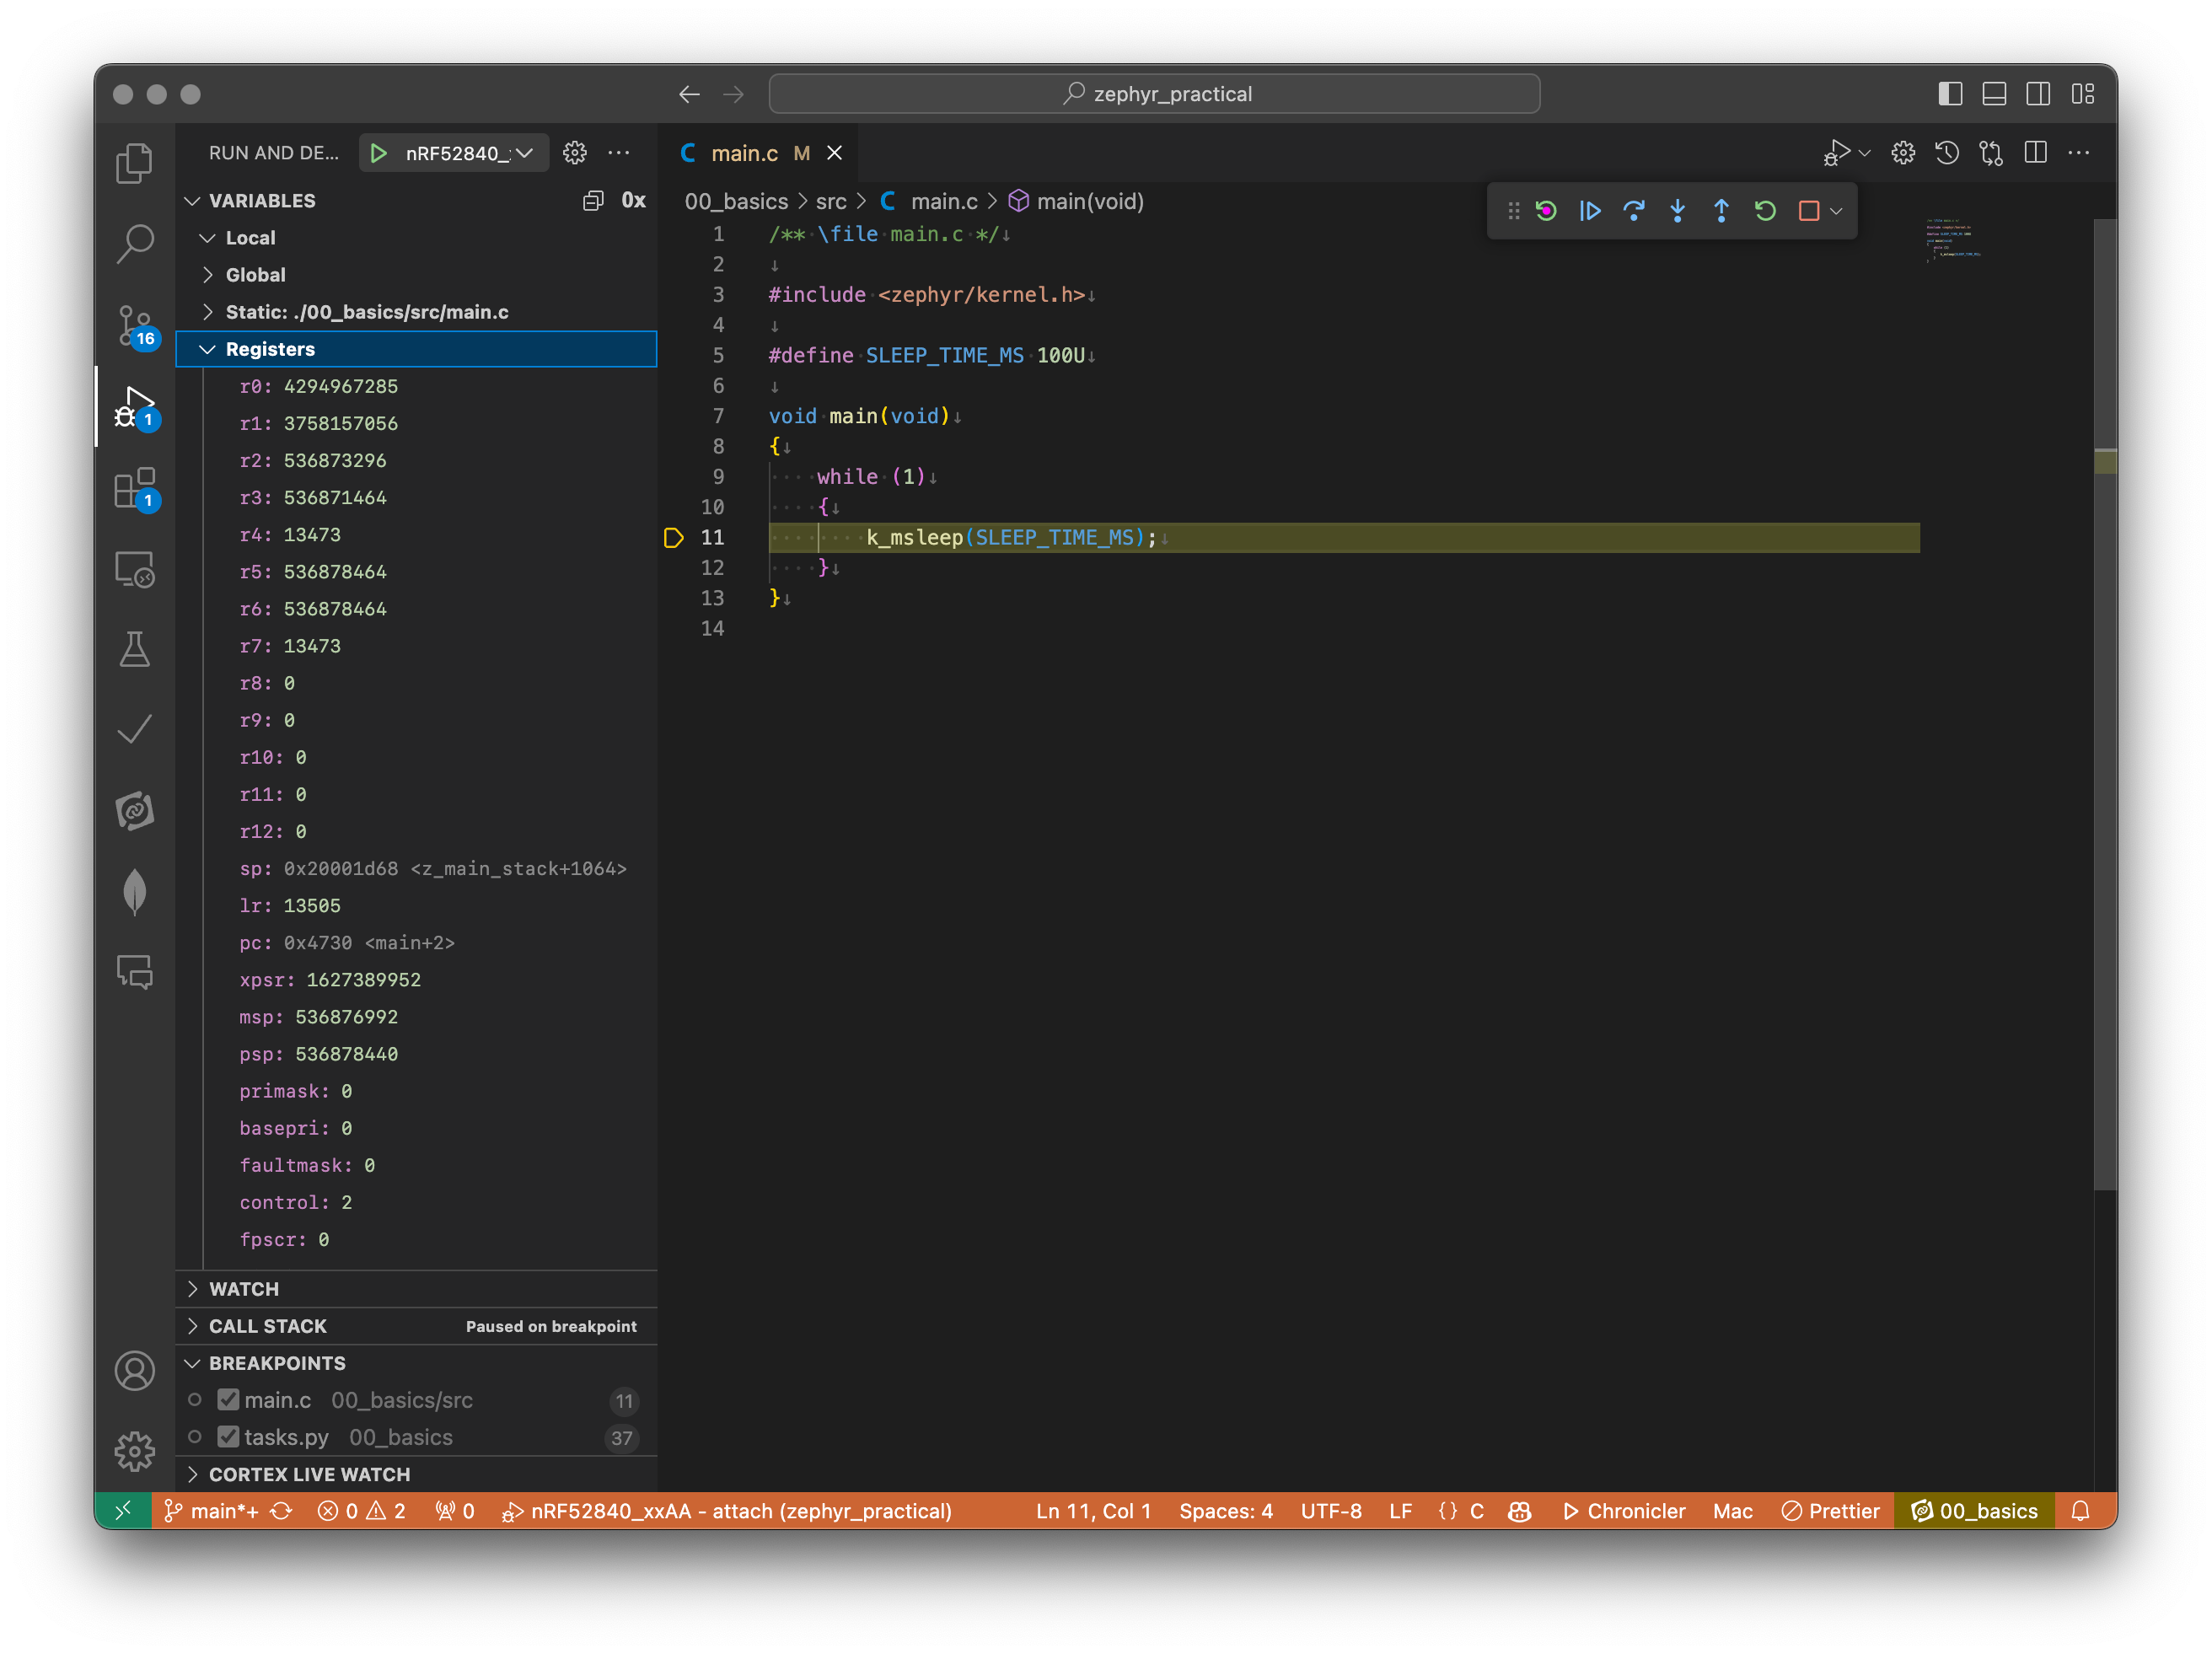 zephyr_practical
RUN AND DE... nRF52840_: main.c M
VARIABLES 0x
00_basics > src > C main.c > main(void)
Local
Global
Static: ./00_basics/src/main.c
Registers
r0: 4294967285
r1: 3758157056
r2: 536873296
r3: 536871464
r4: 13473
r5: 536878464
r6: 536878464
r7: 13473
r8: 0
r9: 0
r10: 0
r11: 0
r12: 0
sp: 0x20001d68 <z_main_stack+1064>
lr: 13505
pc: 0x4730 <main+2>
xpsr: 1627389952
msp: 536876992
psp: 536878440
primask: 0
basepri: 0
faultmask: 0
control: 2
fpscr: 0
WATCH
CALL STACK Paused on breakpoint
BREAKPOINTS
main.c 00_basics/src 11
tasks.py 00_basics 37
CORTEX LIVE WATCH
16
1
1
1 /** \file main.c */
2
3 #include <zephyr/kernel.h>
4
5 #define SLEEP_TIME_MS 100U
6
7 void main(void)
8 {
9 while (1)
10 {
11 k_msleep(SLEEP_TIME_MS);
12 }
13 }
14
main*+ 0 2 0 nRF52840_xxAA - attach (zephyr_practical) Ln 11, Col 1 Spaces: 4 UTF-8 LF {} C Chronicler Mac Prettier 00_basics